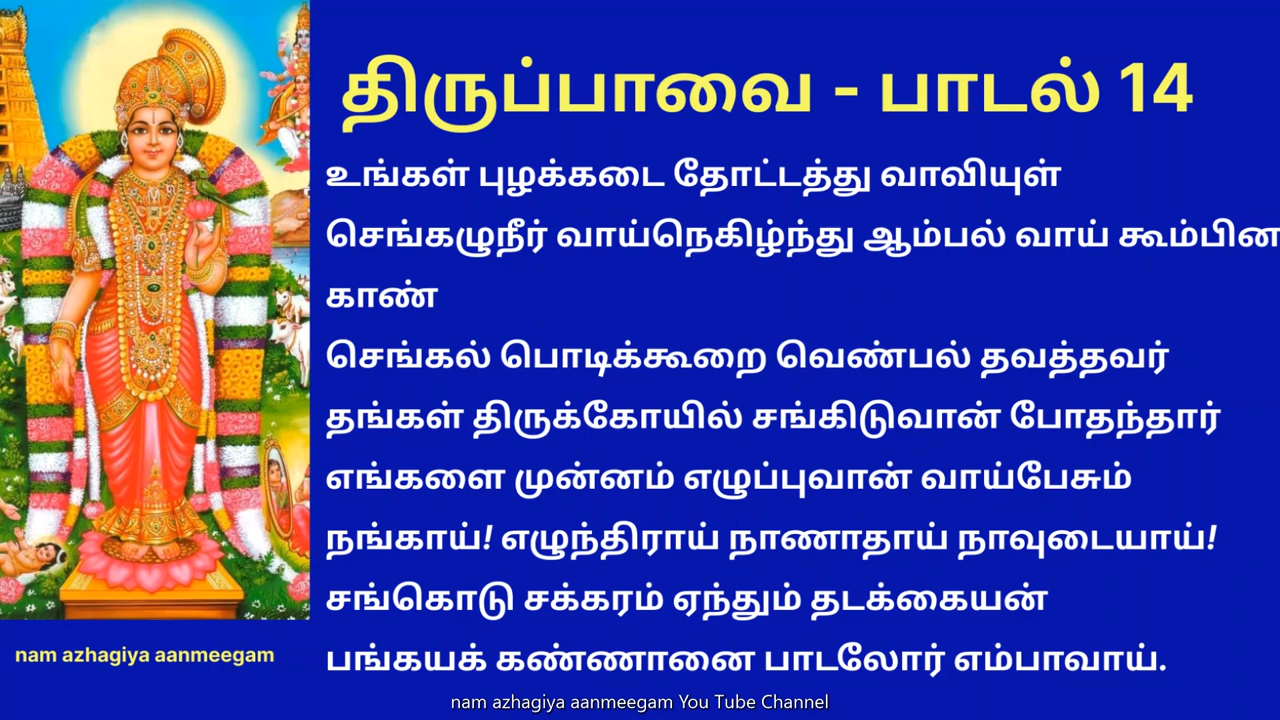 திருப்பாவை - பாடல் 14
உங்கள் புழக்கடை தோட்டத்து வாவியுள்
செங்கழுநீர் வாய்நெகிழ்ந்து ஆம்பல் வாய் கூம்பின
காண்
செங்கல் பொடிக்கூறை வெண்பல் தவத்தவர்
தங்கள் திருக்கோயில் சங்கிடுவான் போதந்தார்
எங்களை முன்னம் எழுப்புவான் வாய்பேசும்
நங்காய்! எழுந்திராய் நாணாதாய் நாவுடையாய்!
சங்கொடு சக்கரம் ஏந்தும் தடக்கையன்
பங்கயக் கண்ணானை பாடலோர் எம்பாவாய்.
nam azhagiya aanmeegam
nam azhagiya aanmeegam You Tube Channel